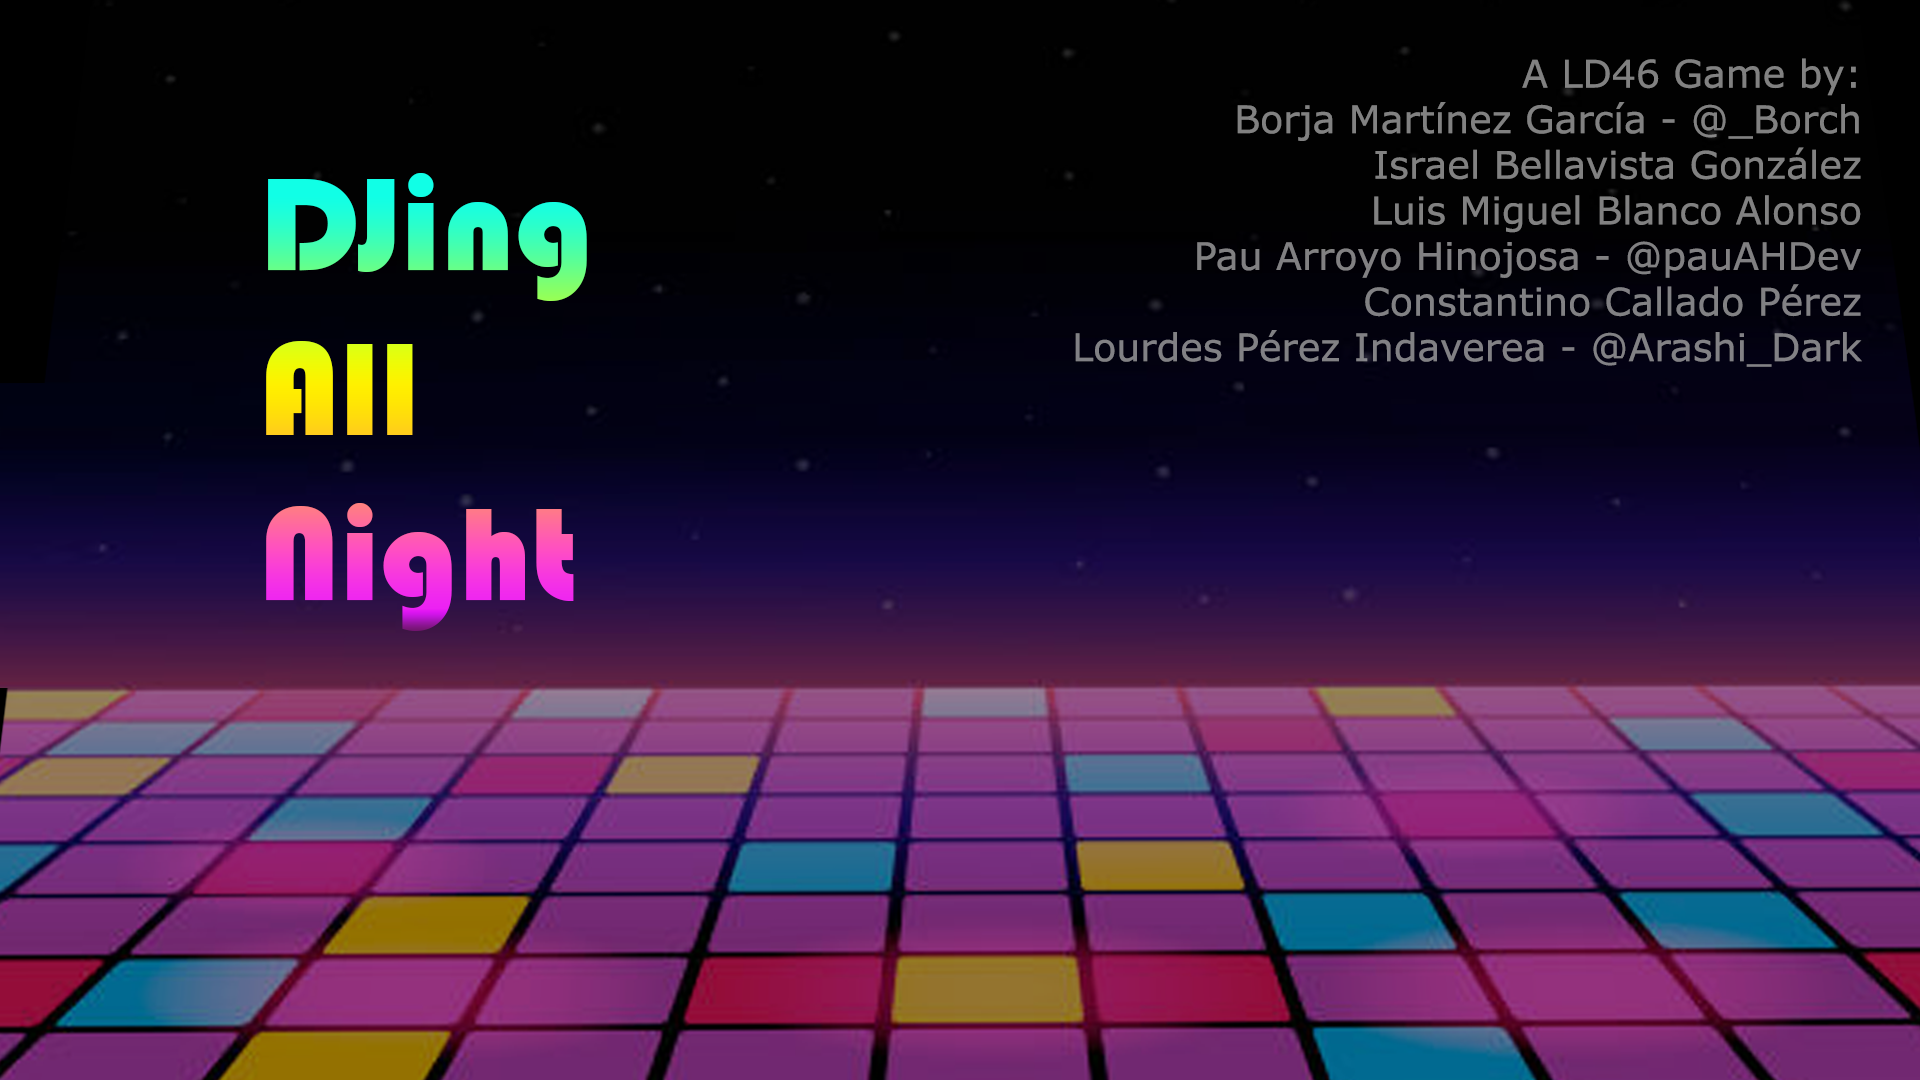 DJing
All
Night
A LD46 Game by:
Borja Martínez García - @_Borch
Israel Bellavista González
Luis Miguel Blanco Alonso
Pau Arroyo Hinojosa - @pauAHDev
Constantino Callado Pérez
Lourdes Pérez Indaverea - @Arashi_Dark